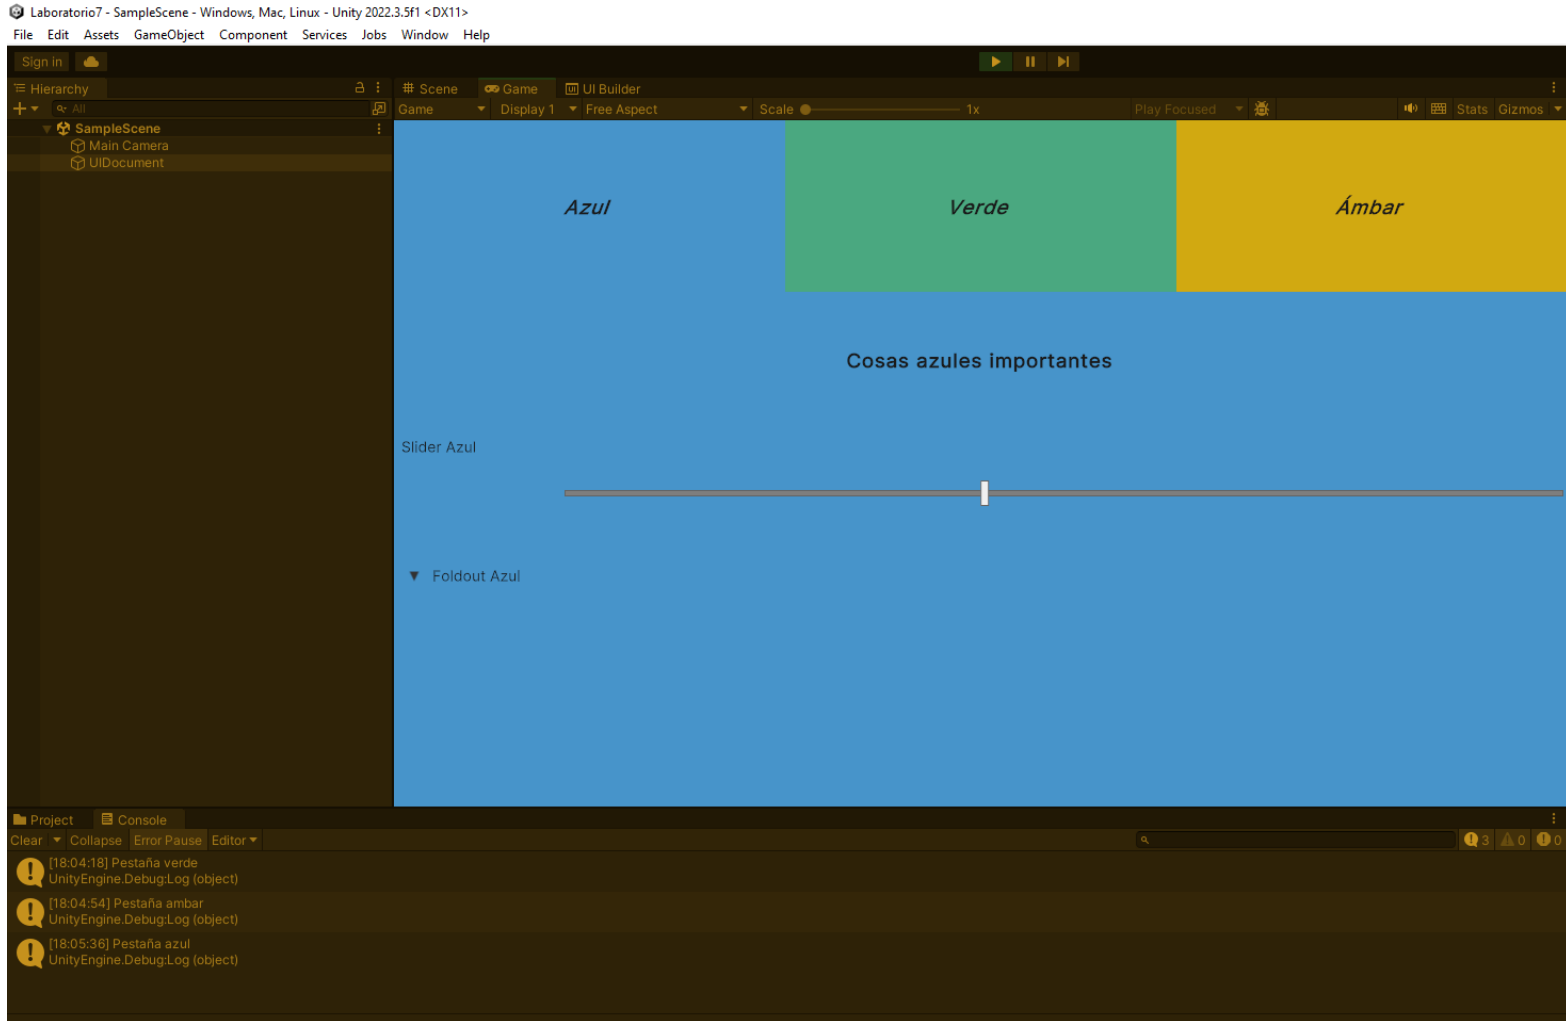 Laboratorio7 - SampleScene - Windows, Mac, Linux - Unity 2022.3.5f1 <DX11>
File Edit Assets GameObject Component Services Jobs Window Help
Sign in
Hierarchy
All
SampleScene
Main Camera
UIDocument
Scene Game UI Builder
Game Display 1 Free Aspect Scale 1x Play Focused Stats Gizmos
Azul Verde Ámbar
Cosas azules importantes
Slider Azul
Foldout Azul
Project Console
Clear Collapse Error Pause Editor 3 0 0
[18:04:18] Pestaña verde
UnityEngine.Debug:Log (object)
[18:04:54] Pestaña ambar
UnityEngine.Debug:Log (object)
[18:05:36] Pestaña azul
UnityEngine.Debug:Log (object)